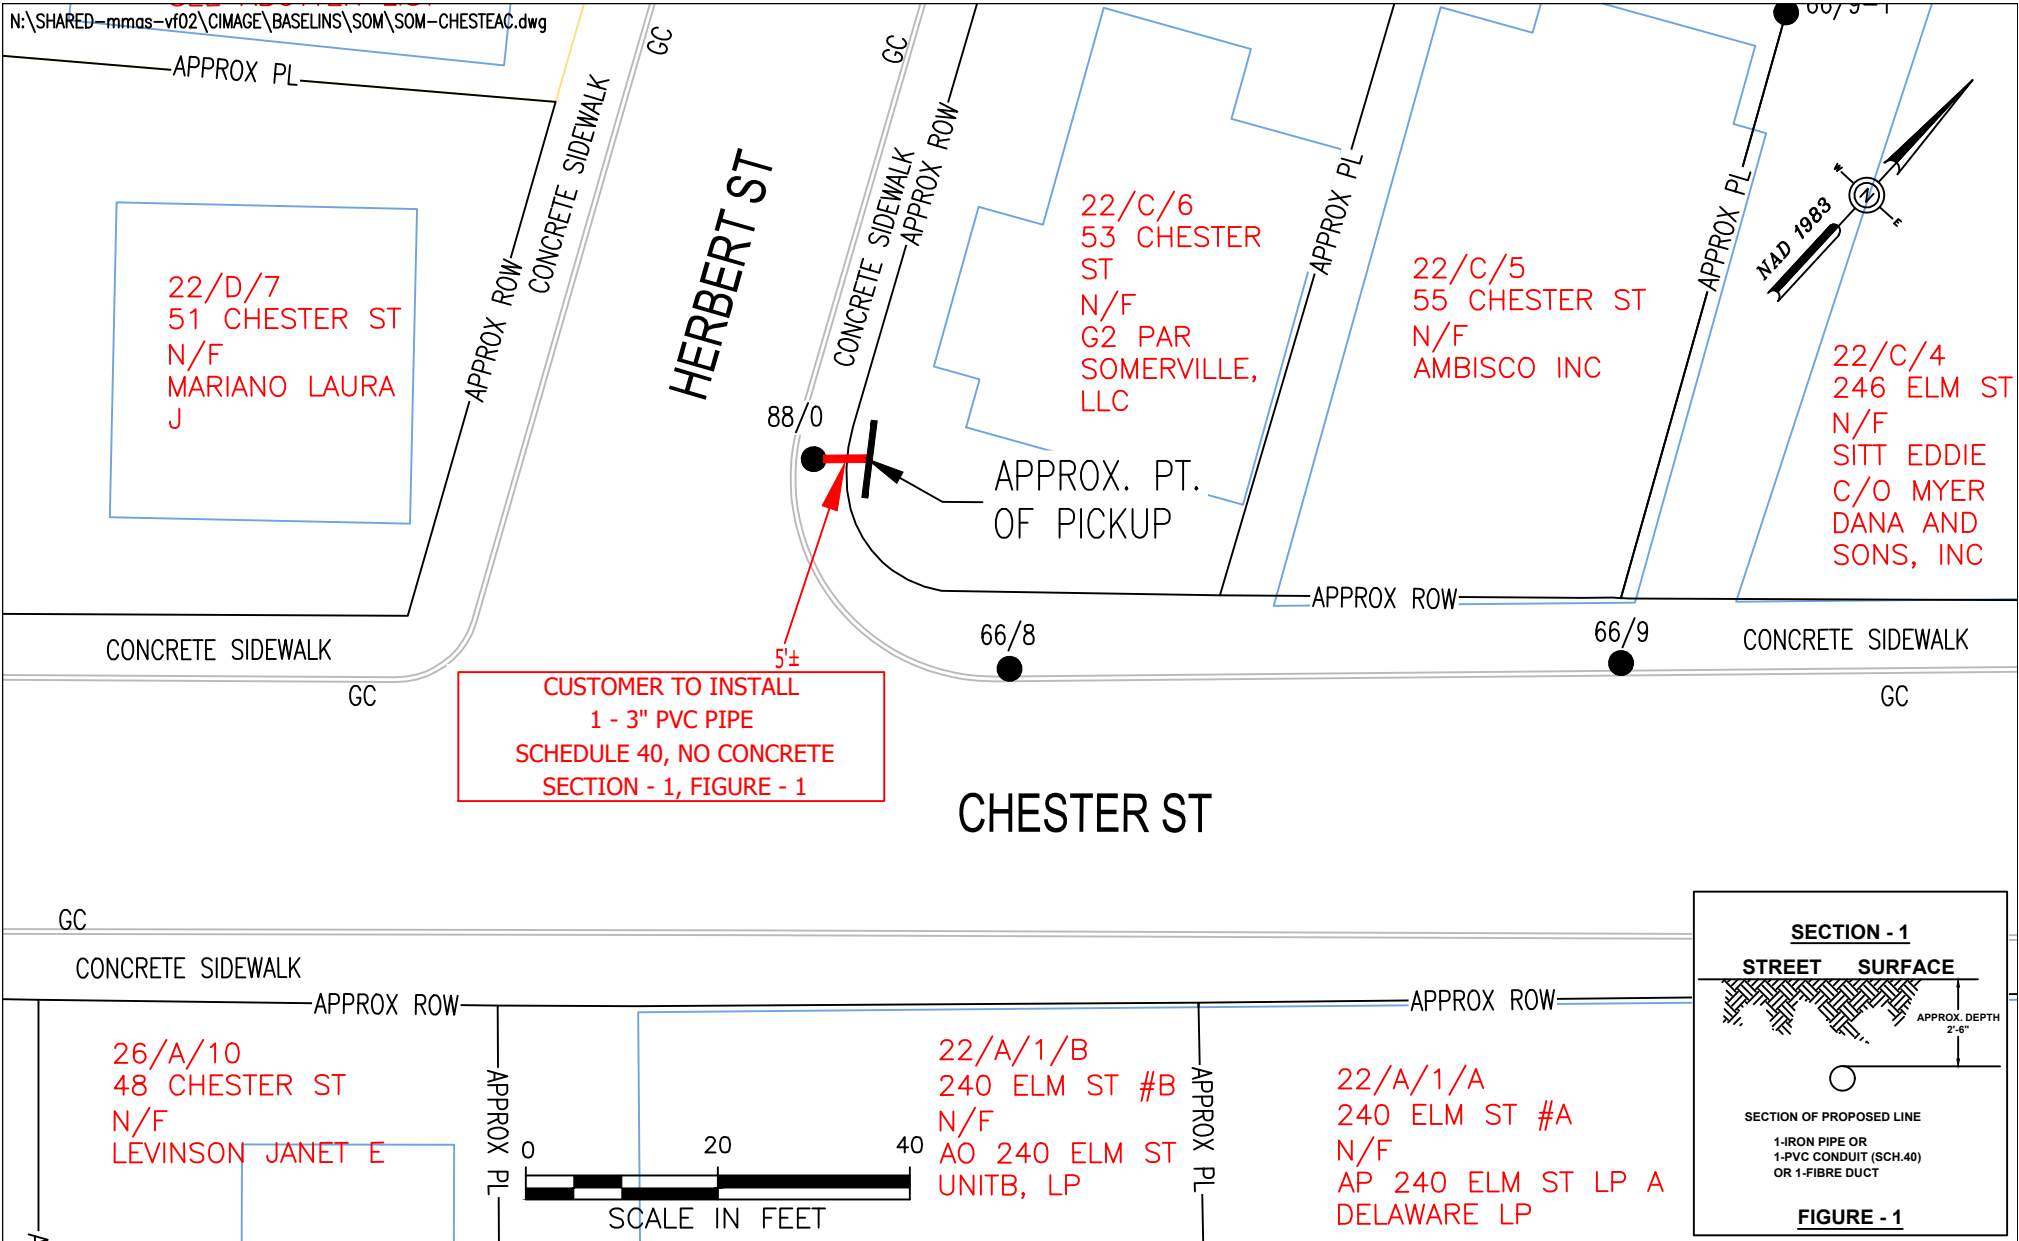 N:\SHARED-mmas-vf02\CIMAGE\BASELINS\SOM\SOM-CHESTEAC.dwg
APPROX PL
GC
GC
66/9-1
CONCRETE SIDEWALK
APPROX ROW
HERBERT ST
CONCRETE SIDEWALK
APPROX ROW
22/D/7
51 CHESTER ST
N/F
MARIANO LAURA
J
22/C/6
53 CHESTER
ST
N/F
G2 PAR
SOMERVILLE,
LLC
APPROX PL
22/C/5
55 CHESTER ST
N/F
AMBISCO INC
APPROX PL
W
N
E
NAD 1983
22/C/4
246 ELM ST
N/F
SITT EDDIE
C/O MYER
DANA AND
SONS, INC
88/0
APPROX. PT.
OF PICKUP
APPROX ROW
CONCRETE SIDEWALK
66/8
66/9
CONCRETE SIDEWALK
GC
GC
5'±
CUSTOMER TO INSTALL
1 - 3" PVC PIPE
SCHEDULE 40, NO CONCRETE
SECTION - 1, FIGURE - 1
CHESTER ST
GC
CONCRETE SIDEWALK
APPROX ROW
APPROX ROW
26/A/10
48 CHESTER ST
N/F
LEVINSON JANET E
APPROX PL
0 20 40
SCALE IN FEET
22/A/1/B
240 ELM ST #B
N/F
AO 240 ELM ST
UNITB, LP
APPROX PL
22/A/1/A
240 ELM ST #A
N/F
AP 240 ELM ST LP A
DELAWARE LP
SECTION - 1
STREET SURFACE
APPROX. DEPTH
2'-6"
SECTION OF PROPOSED LINE
1-IRON PIPE OR
1-PVC CONDUIT (SCH.40)
OR 1-FIBRE DUCT
FIGURE - 1